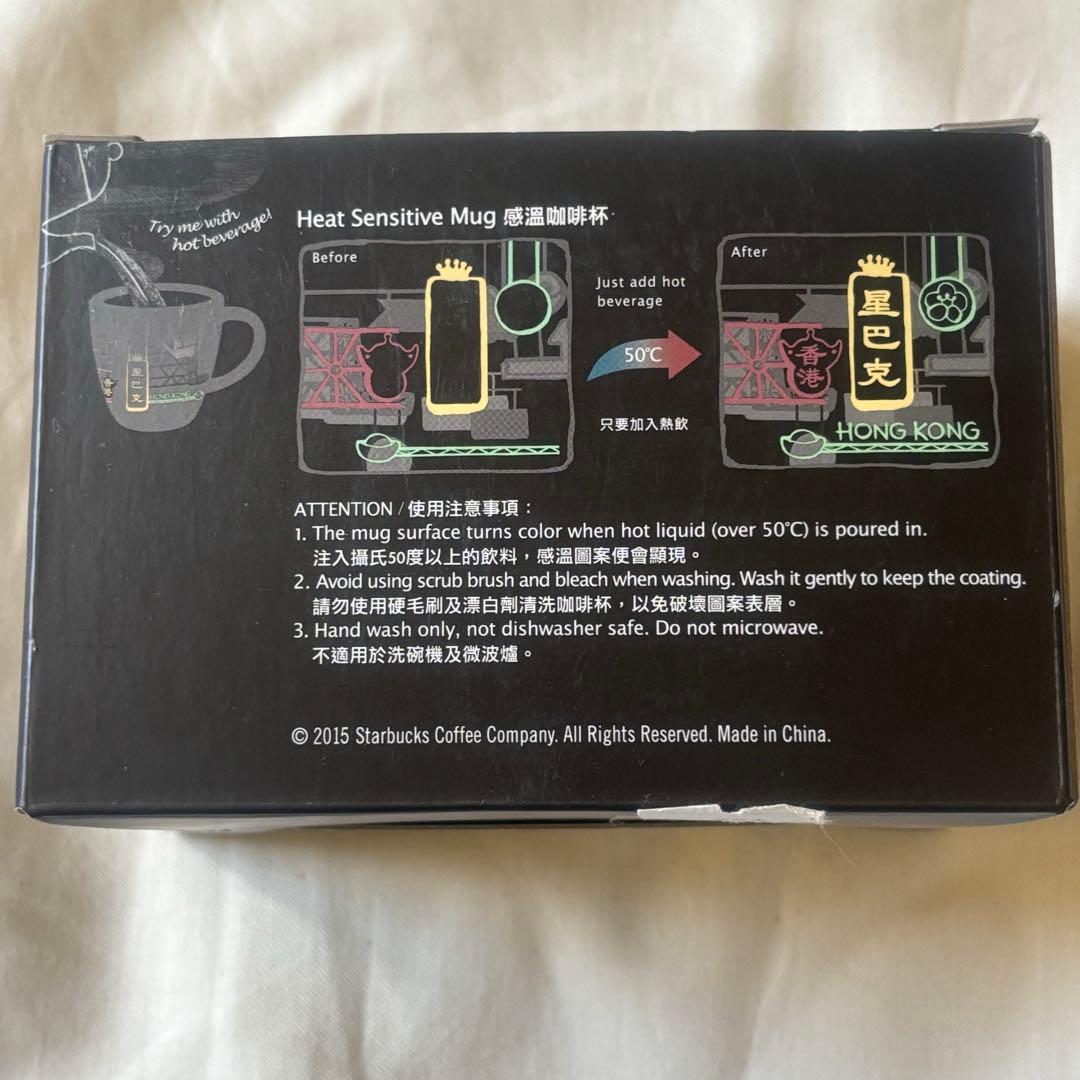 Try me with
hot beverage!
星巴克
香港
HONG KONG
Heat Sensitive Mug 感溫咖啡杯
Before
Just add hot
beverage
50℃
只要加入熱飲
After
星巴克
香港
HONG KONG
ATTENTION / 使用注意事項：
1. The mug surface turns color when hot liquid (over 50℃) is poured in.
注入攝氏50度以上的飲料，感溫圖案便會顯現。
2. Avoid using scrub brush and bleach when washing. Wash it gently to keep the coating.
請勿使用硬毛刷及漂白劑清洗咖啡杯，以免破壞圖案表層。
3. Hand wash only, not dishwasher safe. Do not microwave.
不適用於洗碗機及微波爐。
© 2015 Starbucks Coffee Company. All Rights Reserved. Made in China.